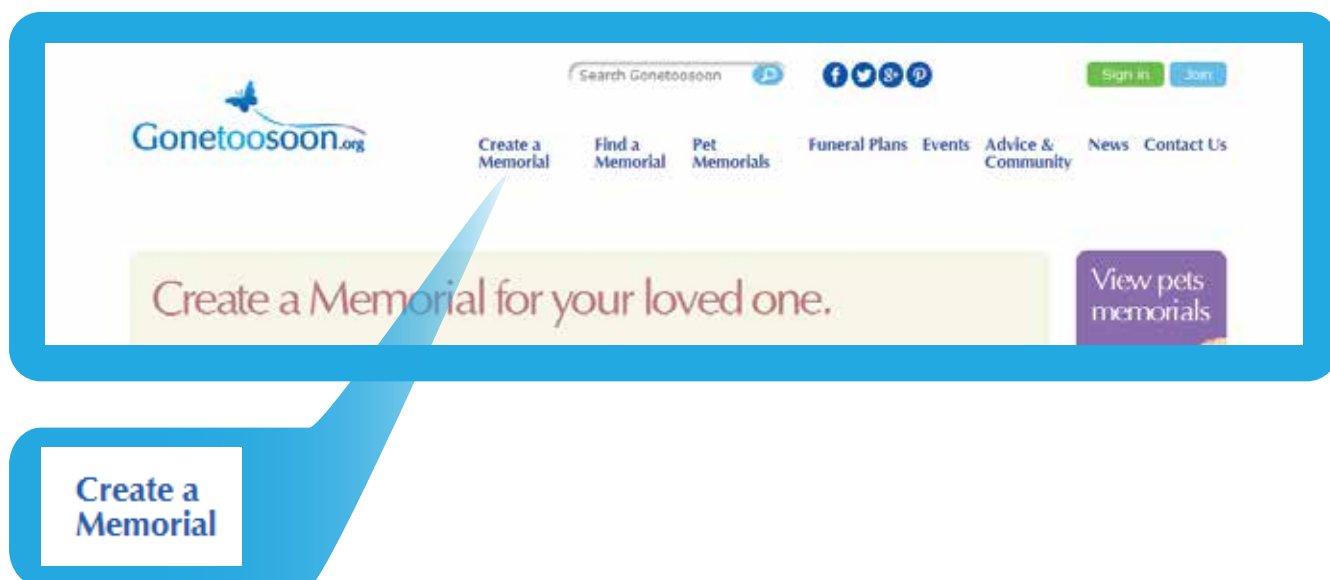 Search Gonetoosoon
Sign in
Join
Gonetoosoon.org
Create a
Memorial
Find a
Memorial
Pet
Memorials
Funeral Plans
Events
Advice &
Community
News
Contact Us
Create a Memorial for your loved one.
View pets
memorials
Create a
Memorial